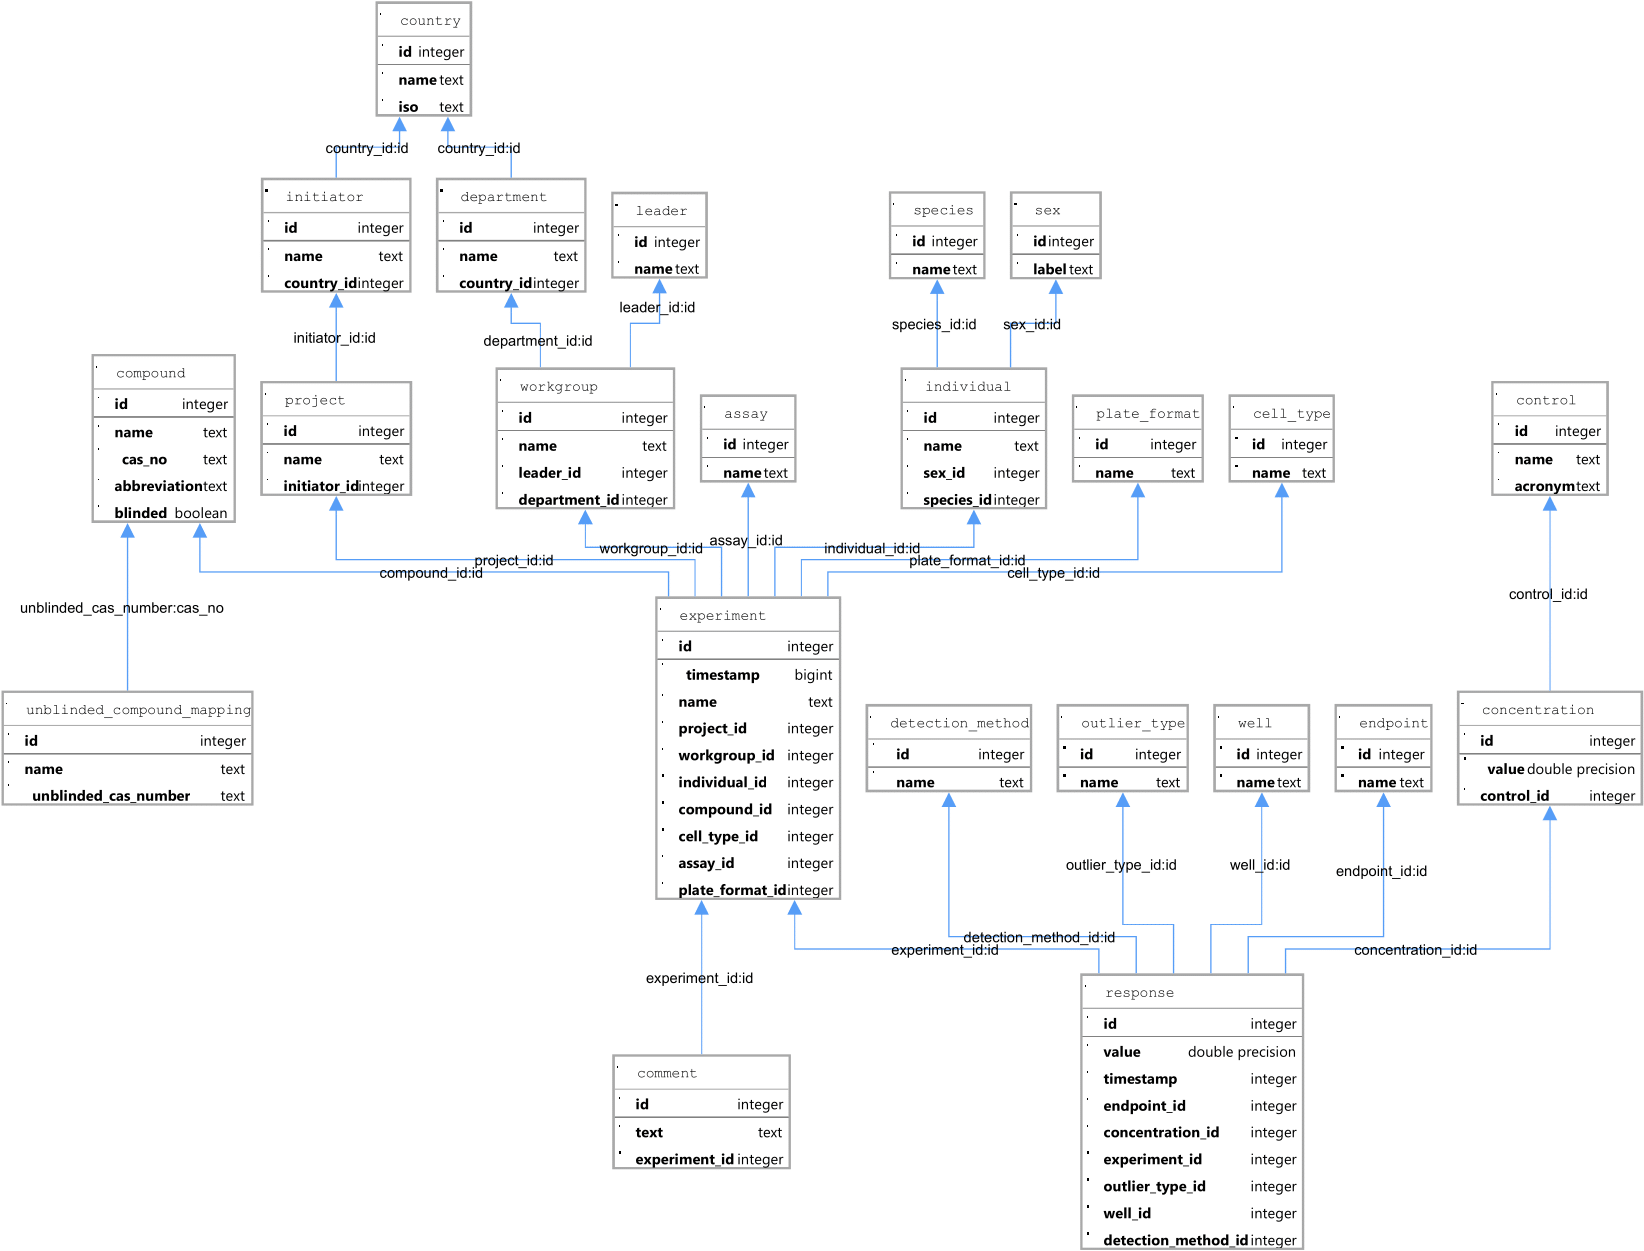 country
id integer
name text
iso text
country_id:id
country_id:id
initiator
id integer
name text
country_id integer
department
id integer
name text
country_id integer
leader
id integer
name text
species
id integer
name text
sex
id integer
label text
initiator_id:id
department_id:id
leader_id:id
species_id:id
sex_id:id
compound
id integer
name text
cas_no text
abbreviation text
blinded boolean
project
id integer
name text
initiator_id integer
workgroup
id integer
name text
leader_id integer
department_id integer
assay
id integer
name text
individual
id integer
name text
sex_id integer
species_id integer
plate_format
id integer
name text
cell_type
id integer
name text
control
id integer
name text
acronym text
compound_id:id
project_id:id
workgroup_id:id
assay_id:id
individual_id:id
plate_format_id:id
cell_type_id:id
unblinded_cas_number:cas_no
control_id:id
unblinded_compound_mapping
id integer
name text
unblinded_cas_number text
experiment
id integer
timestamp bigint
name text
project_id integer
workgroup_id integer
individual_id integer
compound_id integer
cell_type_id integer
assay_id integer
plate_format_id integer
detection_method
id integer
name text
outlier_type
id integer
name text
well
id integer
name text
endpoint
id integer
name text
concentration
id integer
value double precision
control_id integer
outlier_type_id:id
well_id:id
endpoint_id:id
detection_method_id:id
experiment_id:id
concentration_id:id
experiment_id:id
comment
id integer
text text
experiment_id integer
response
id integer
value double precision
timestamp integer
endpoint_id integer
concentration_id integer
experiment_id integer
outlier_type_id integer
well_id integer
detection_method_id integer